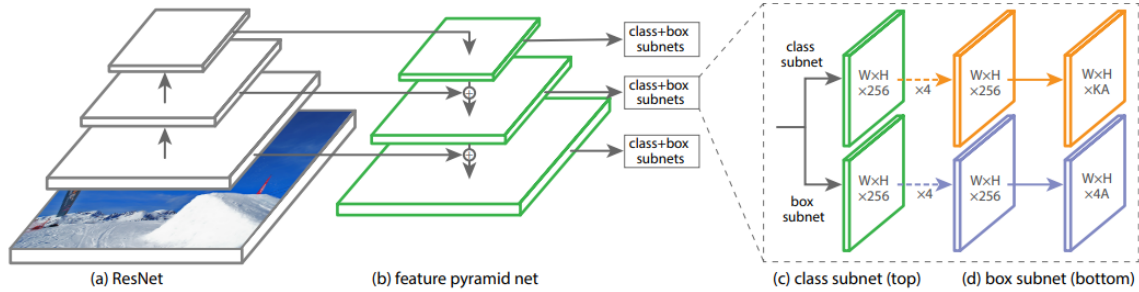 class+box
subnets
class+box
subnets
class+box
subnets
class
subnet
W×H
×256
×4
W×H
×256
W×H
×KA
box
subnet
W×H
×256
×4
W×H
×256
W×H
×4A
(a) ResNet
(b) feature pyramid net
(c) class subnet (top)
(d) box subnet (bottom)